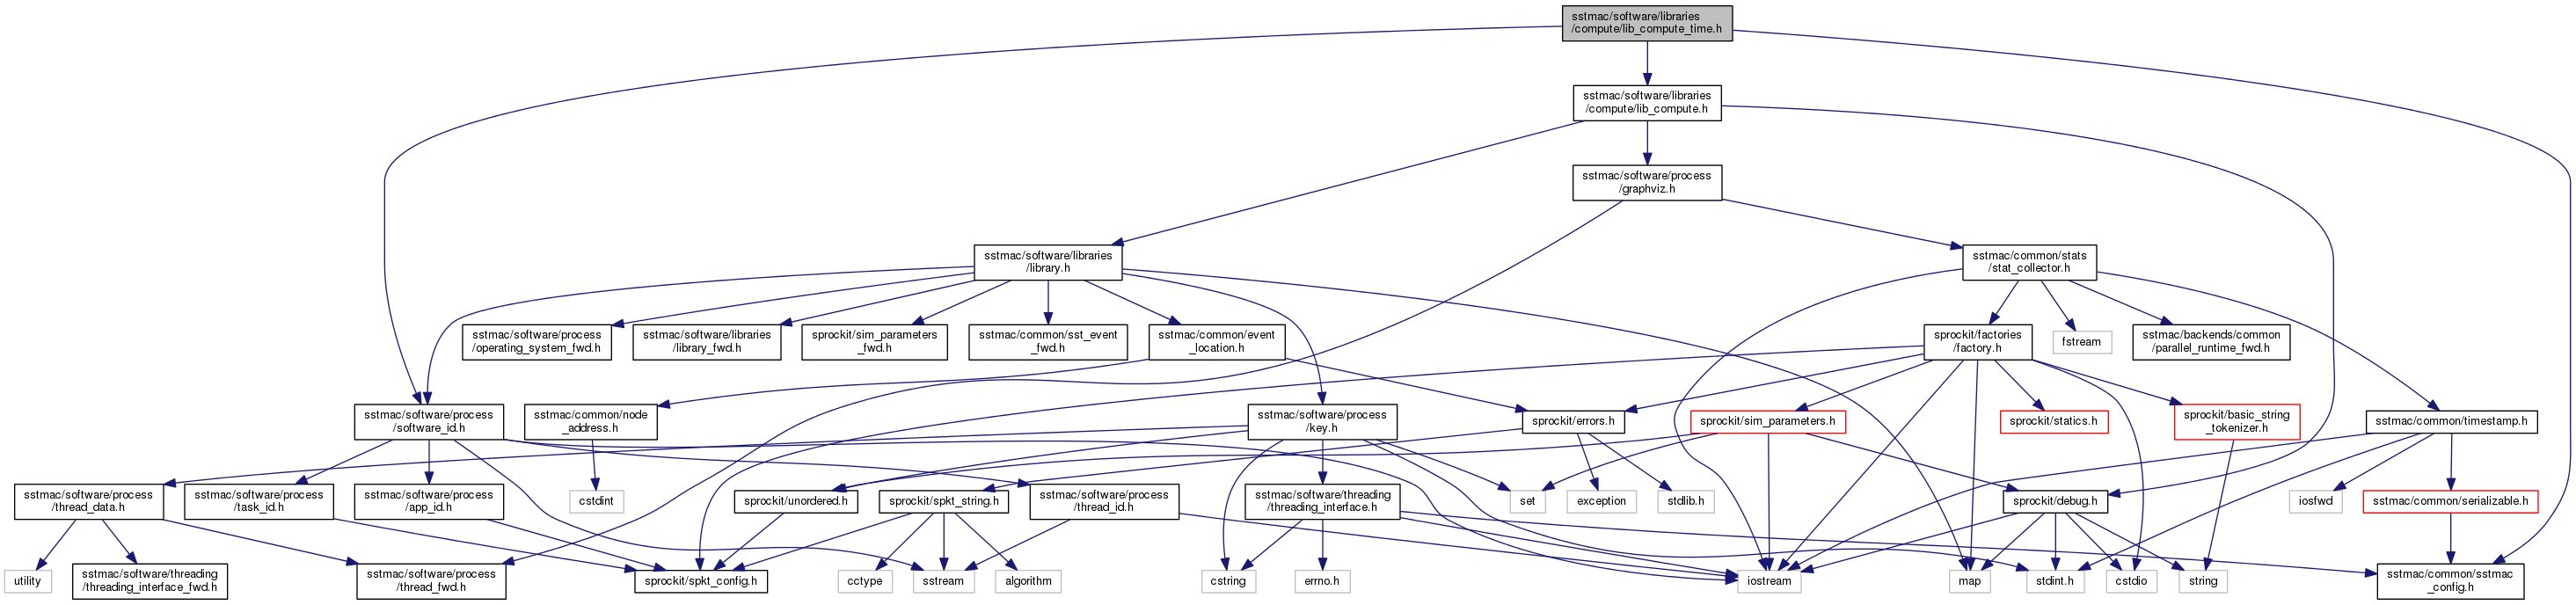 sstmac/software/libraries
/compute/lib_compute_time.h
sstmac/software/libraries
/compute/lib_compute.h
sstmac/software/process
/graphviz.h
sstmac/software/libraries
/library.h
sstmac/common/stats
/stat_collector.h
sstmac/software/process
/operating_system_fwd.h
sstmac/software/libraries
/library_fwd.h
sprockit/sim_parameters
_fwd.h
sstmac/common/sst_event
_fwd.h
sstmac/common/event
_location.h
sprockit/factories
/factory.h
fstream
sstmac/backends/common
/parallel_runtime_fwd.h
sstmac/software/process
/software_id.h
sstmac/common/node
_address.h
sstmac/software/process
/key.h
sprockit/errors.h
sprockit/sim_parameters.h
sprockit/statics.h
sprockit/basic_string
_tokenizer.h
sstmac/common/timestamp.h
sstmac/software/process
/thread_data.h
sstmac/software/process
/task_id.h
sstmac/software/process
/app_id.h
cstdint
sprockit/unordered.h
sprockit/spkt_string.h
sstmac/software/process
/thread_id.h
sstmac/software/threading
/threading_interface.h
set
exception
stdlib.h
sprockit/debug.h
iosfwd
sstmac/common/serializable.h
utility
sstmac/software/threading
/threading_interface_fwd.h
sstmac/software/process
/thread_fwd.h
sprockit/spkt_config.h
cctype
sstream
algorithm
cstring
errno.h
iostream
map
stdint.h
cstdio
string
sstmac/common/sstmac
_config.h